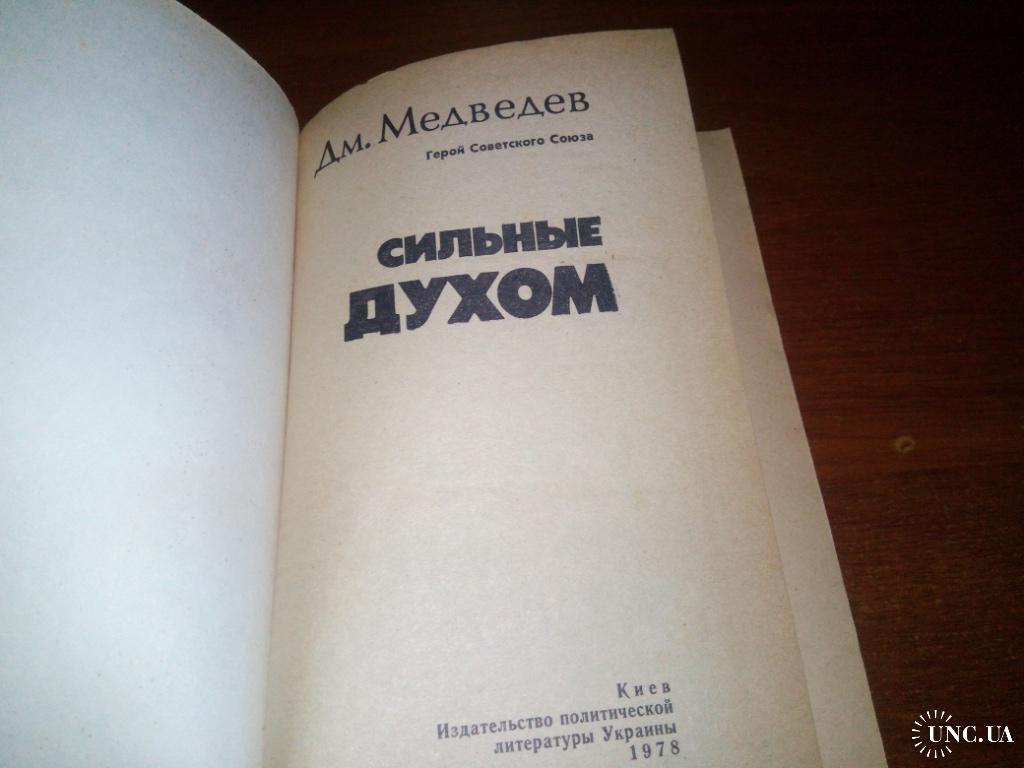 Дм. Медведев
Герой Советского Союза
СИЛЬНЫЕ
ДУХОМ
Киев
Издательство политической
литературы Украины
1978
UNC.UA